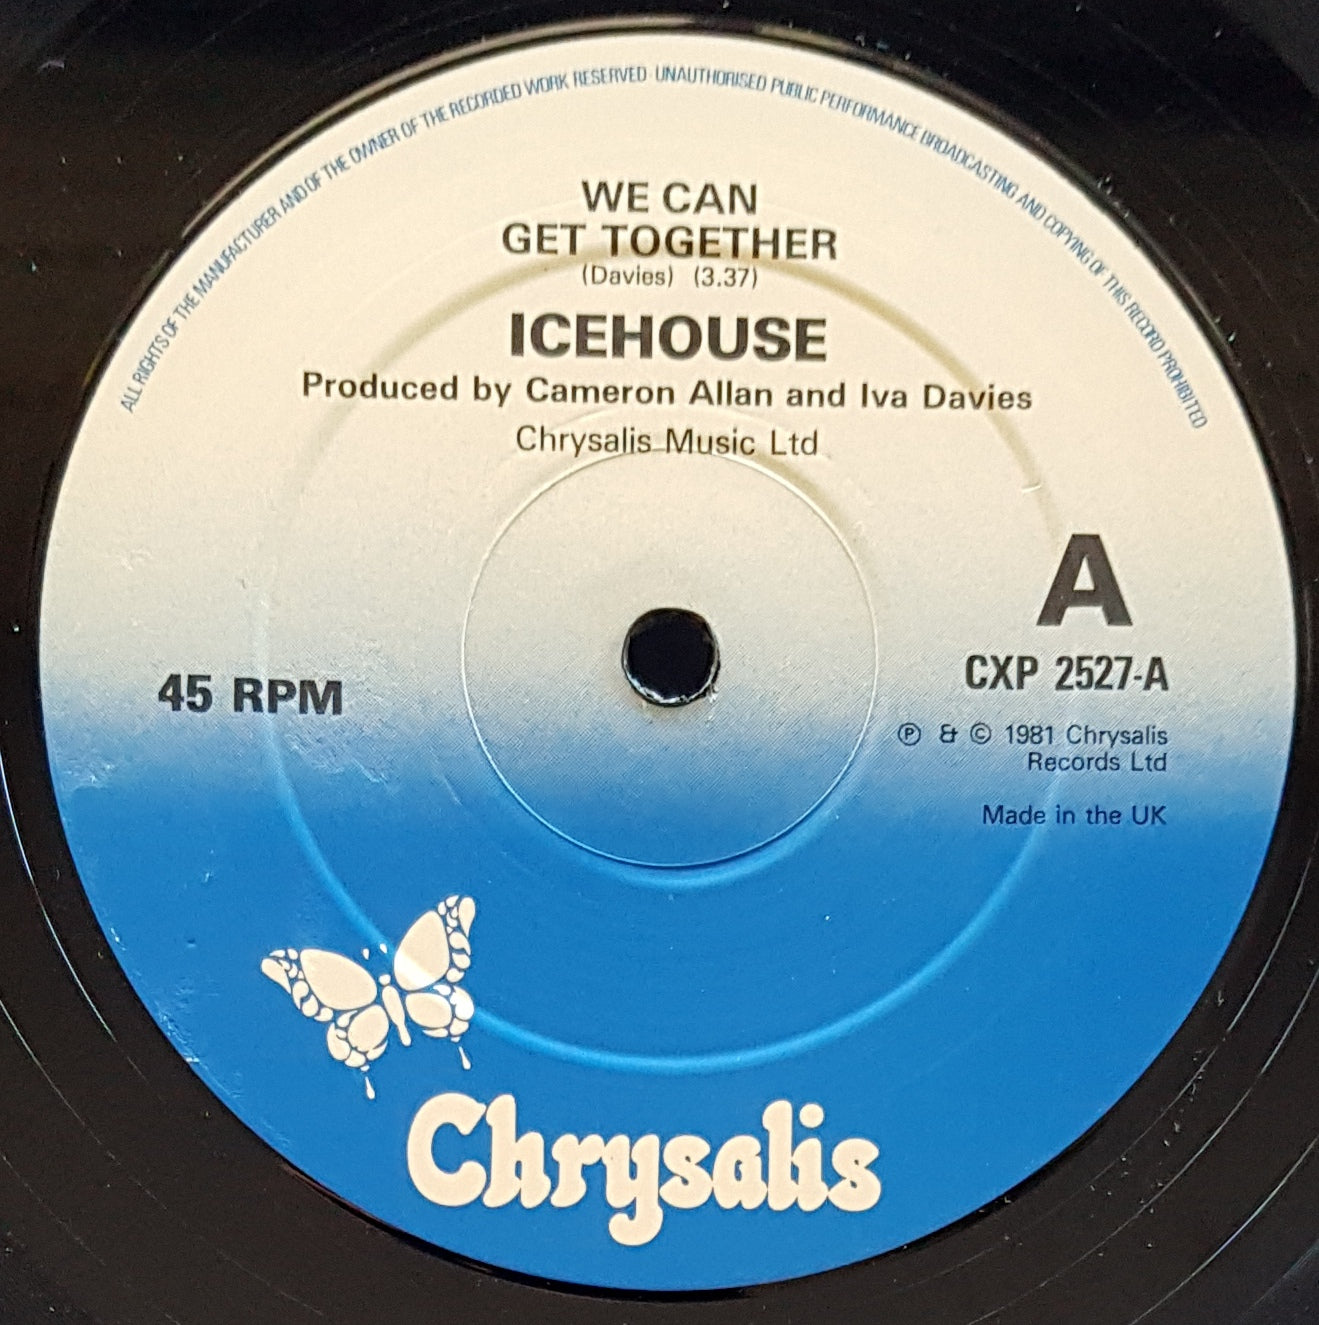 ALL RIGHTS OF THE MANUFACTURER AND OF THE OWNER OF THE RECORDED WORK RESERVED · UNAUTHORISED PUBLIC PERFORMANCE BROADCASTING AND COPYING OF THIS RECORD PROHIBITED
WE CAN
GET TOGETHER
(Davies) (3.37)
ICEHOUSE
Produced by Cameron Allan and Iva Davies
Chrysalis Music Ltd
A
45 RPM
CXP 2527-A
℗ & © 1981 Chrysalis
Records Ltd
Made in the UK
Chrysalis